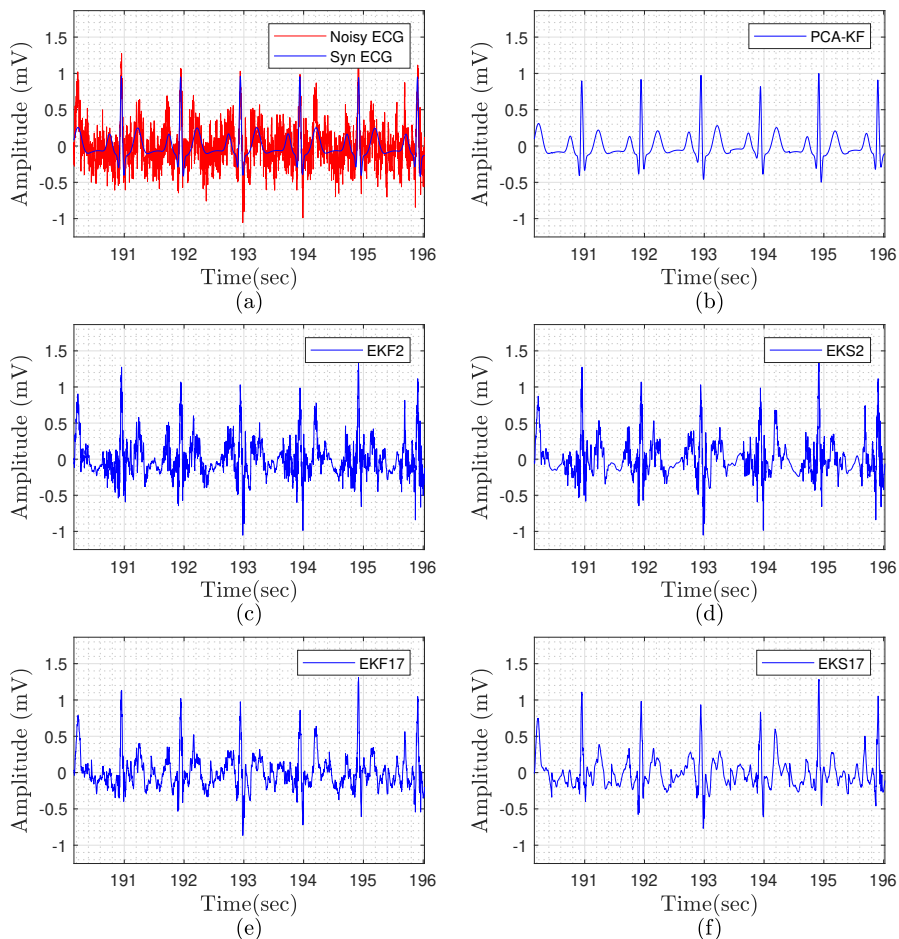 Amplitude (mV)
1.5
1
0.5
0
-0.5
-1
Noisy ECG
Syn ECG
191 192 193 194 195 196
Time(sec)
(a)
Amplitude (mV)
1.5
1
0.5
0
-0.5
-1
PCA-KF
191 192 193 194 195 196
Time(sec)
(b)
Amplitude (mV)
1.5
1
0.5
0
-0.5
-1
EKF2
191 192 193 194 195 196
Time(sec)
(c)
Amplitude (mV)
1.5
1
0.5
0
-0.5
-1
EKS2
191 192 193 194 195 196
Time(sec)
(d)
Amplitude (mV)
1.5
1
0.5
0
-0.5
-1
EKF17
191 192 193 194 195 196
Time(sec)
(e)
Amplitude (mV)
1.5
1
0.5
0
-0.5
-1
EKS17
191 192 193 194 195 196
Time(sec)
(f)